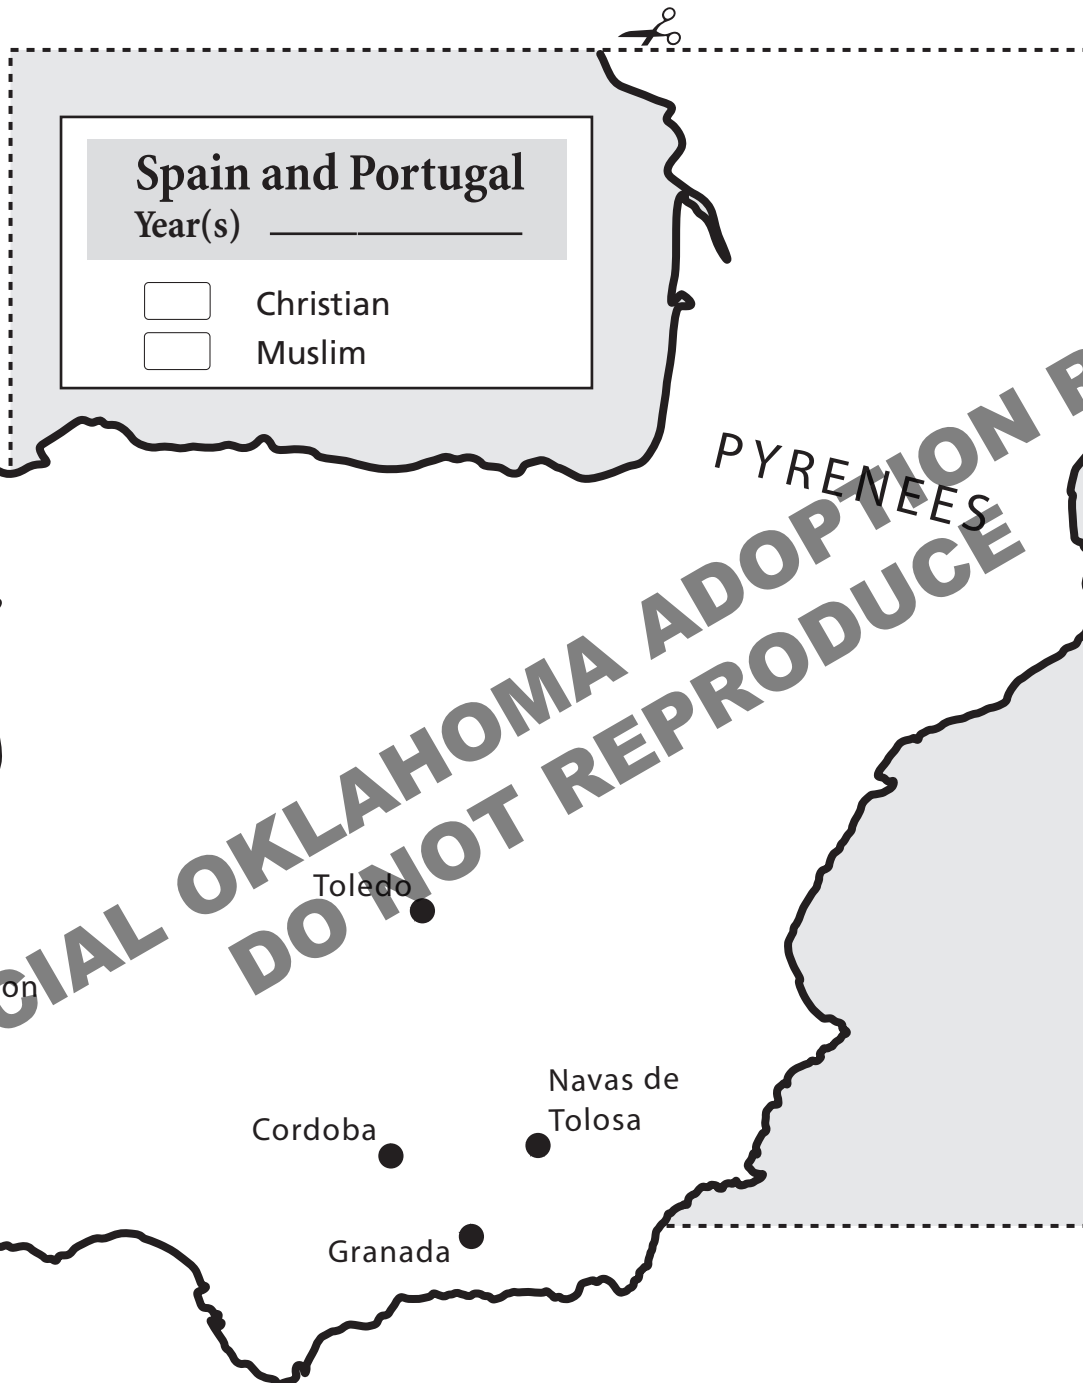 Spain and Portugal
Year(s)
Christian
Muslim
PYRENEES
CIAL OKLAHOMA ADOPTION
DO NOT REPRODUCE
Toledo
on
Navas de
Tolosa
Cordoba
Granada